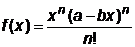 f(x) = xⁿ(a − bx)ⁿ / n!